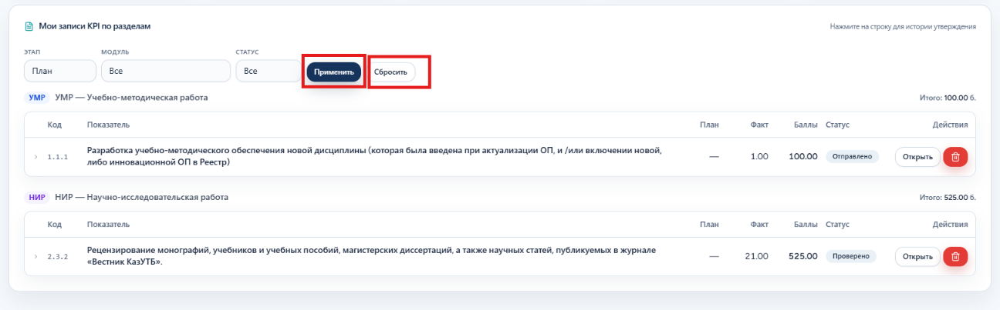 Мои записи KPI по разделам
Нажмите на строку для истории утверждения
ЭТАП МОДУЛЬ СТАТУС
План Все Все Применить Сбросить
УМР УМР — Учебно-методическая работа Итого: 100.00 б.
Код Показатель План Факт Баллы Статус Действия
1.1.1 Разработка учебно-методического обеспечения новой дисциплины (которая была введена при актуализации ОП, и /или включении новой, — 1.00 100.00 Отправлено Открыть
либо инновационной ОП в Реестр)
НИР НИР — Научно-исследовательская работа Итого: 525.00 б.
Код Показатель План Факт Баллы Статус Действия
2.3.2 Рецензирование монографий, учебников и учебных пособий, магистерских диссертаций, а также научных статей, публикуемых в журнале — 21.00 525.00 Проверено Открыть
«Вестник КазУТБ».